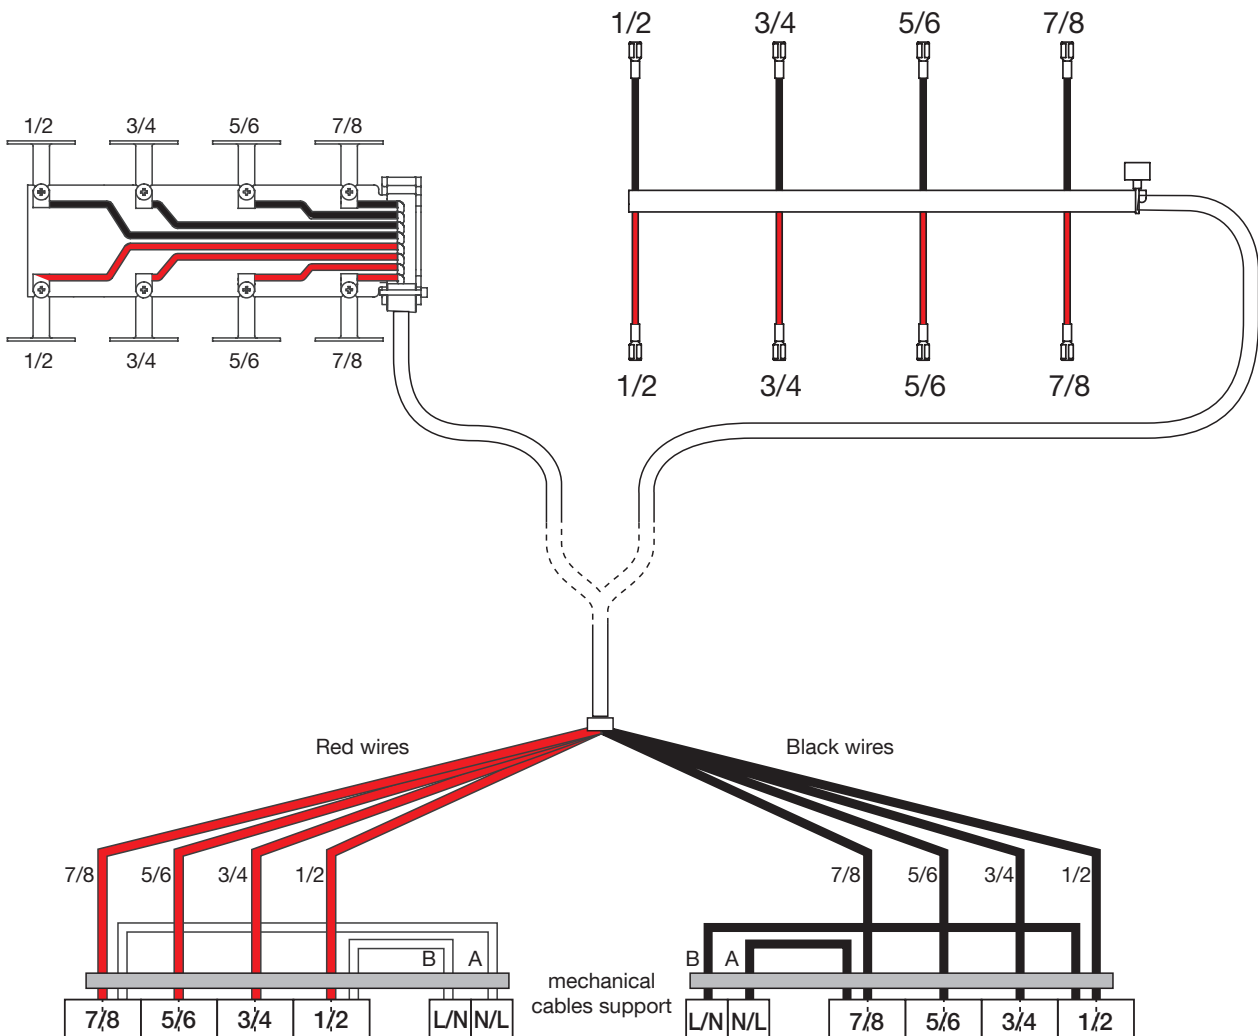 1/2 3/4 5/6 7/8
1/2 3/4 5/6 7/8
1/2 3/4 5/6 7/8
1/2 3/4 5/6 7/8
Red wires
Black wires
7/8 5/6 3/4 1/2
7/8 5/6 3/4 1/2
B A
B A
mechanical
cables support
7/8 5/6 3/4 1/2 L/N N/L
L/N N/L 7/8 5/6 3/4 1/2